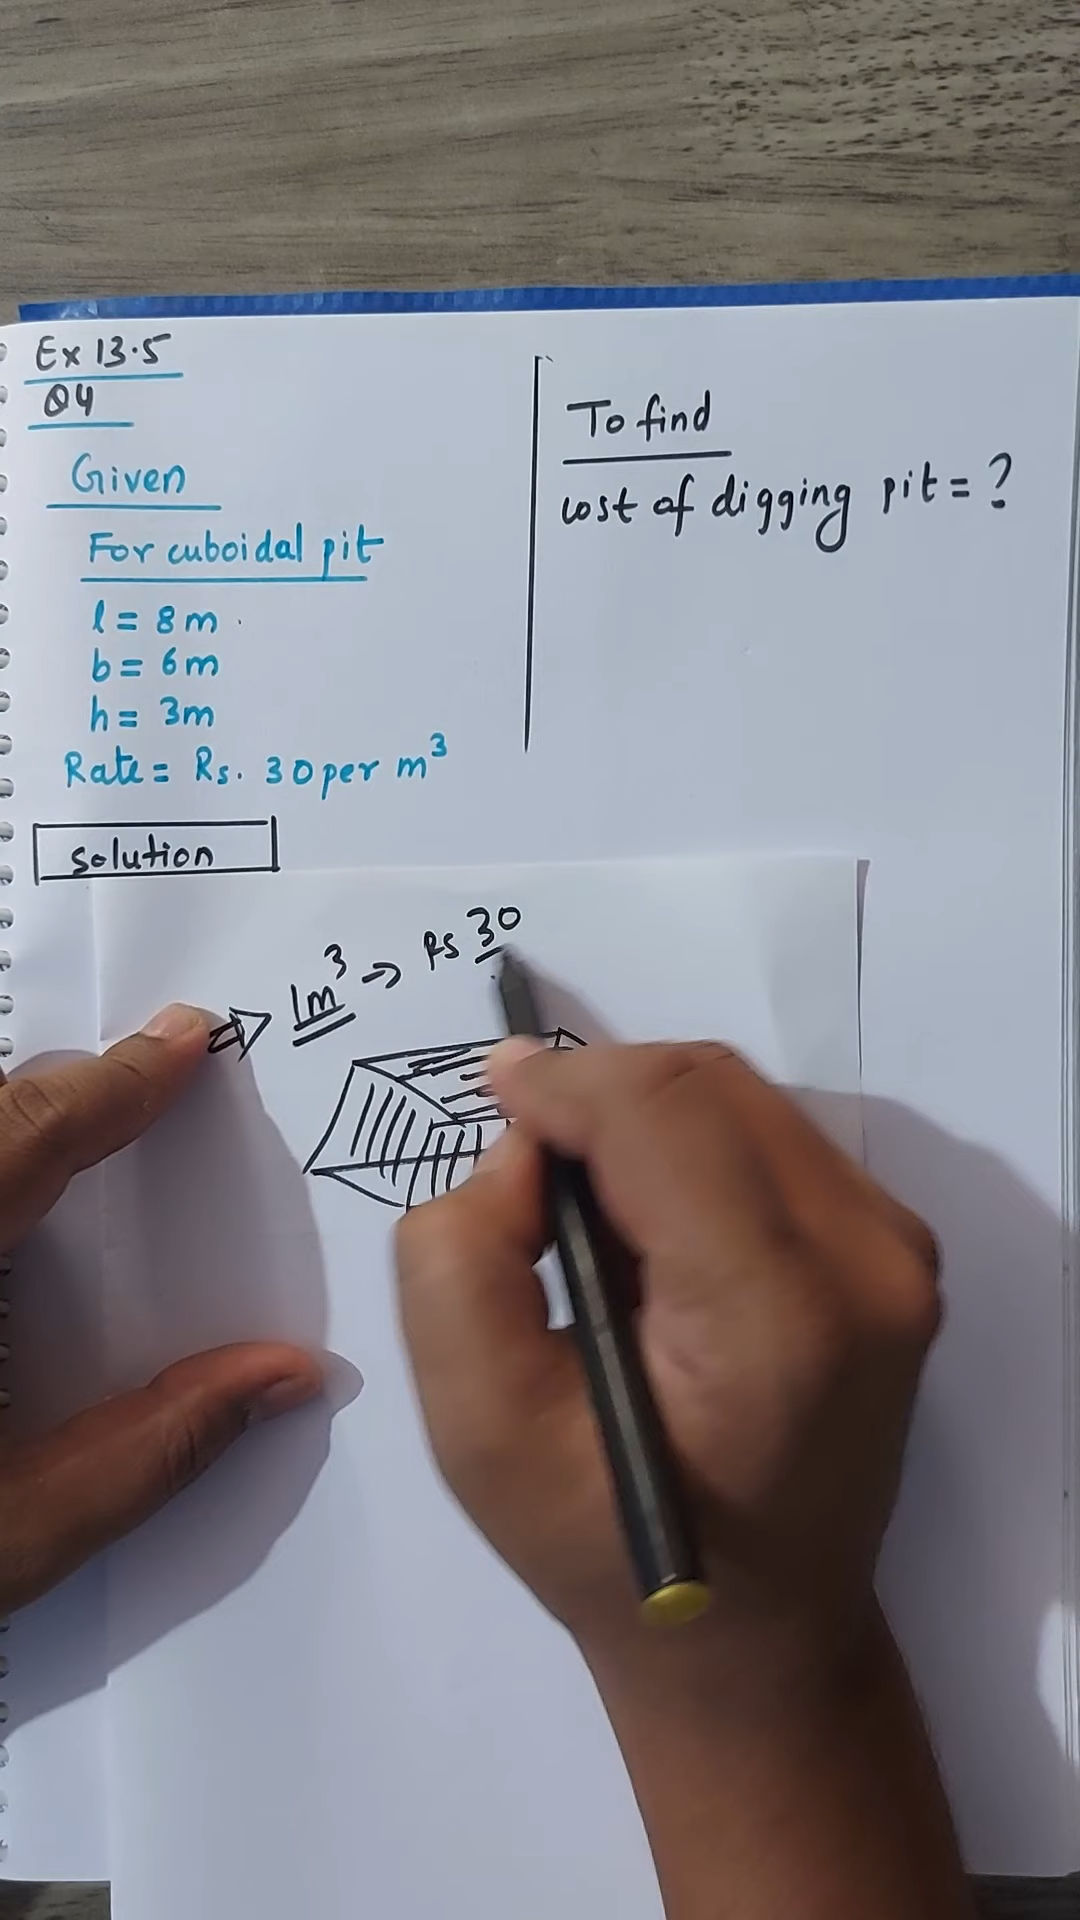 Ex 13.5
Q4
Given
For cuboidal pit
l = 8m
b = 6m
h = 3m
Rate = Rs. 30 per m³
To find
cost of digging pit = ?
Solution
⇒ 1m³ → Rs 30